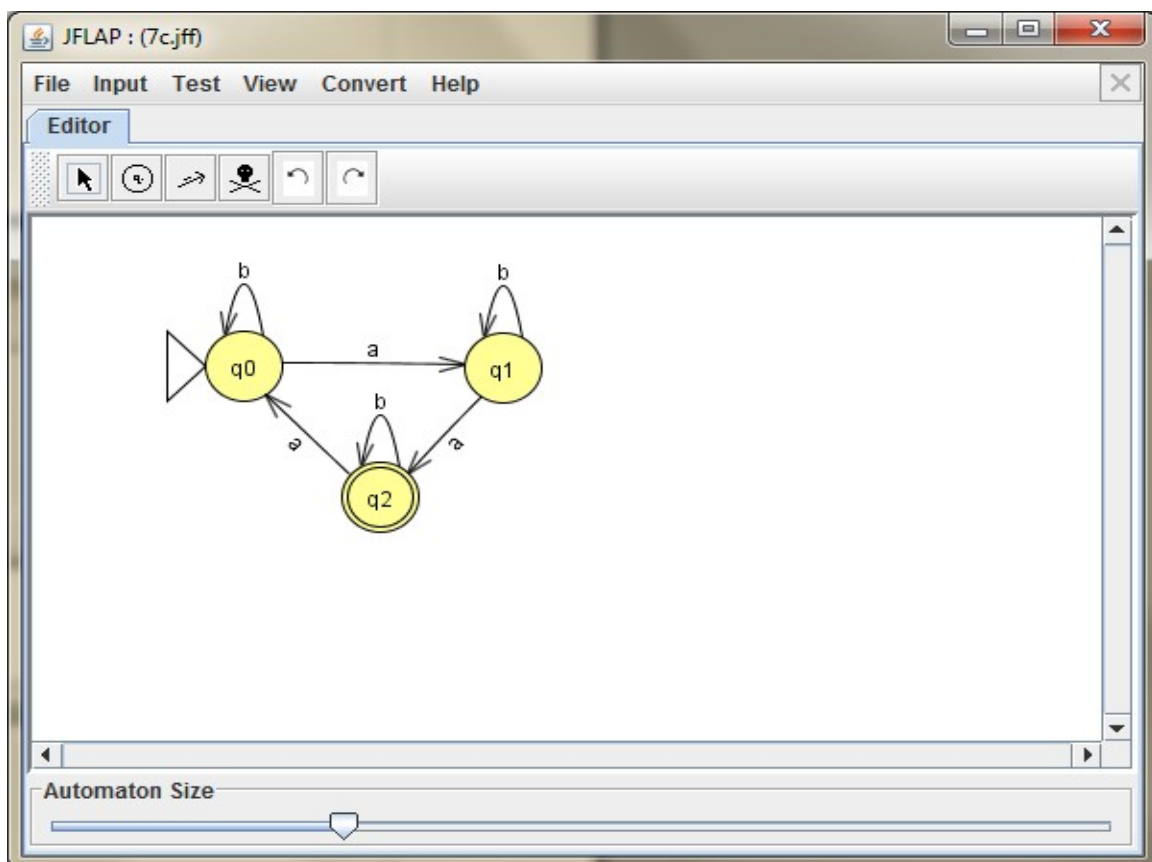 JFLAP : (7c.jff)
File Input Test View Convert Help
Editor
b
b
q0
a
q1
b
a
a
q2
Automaton Size